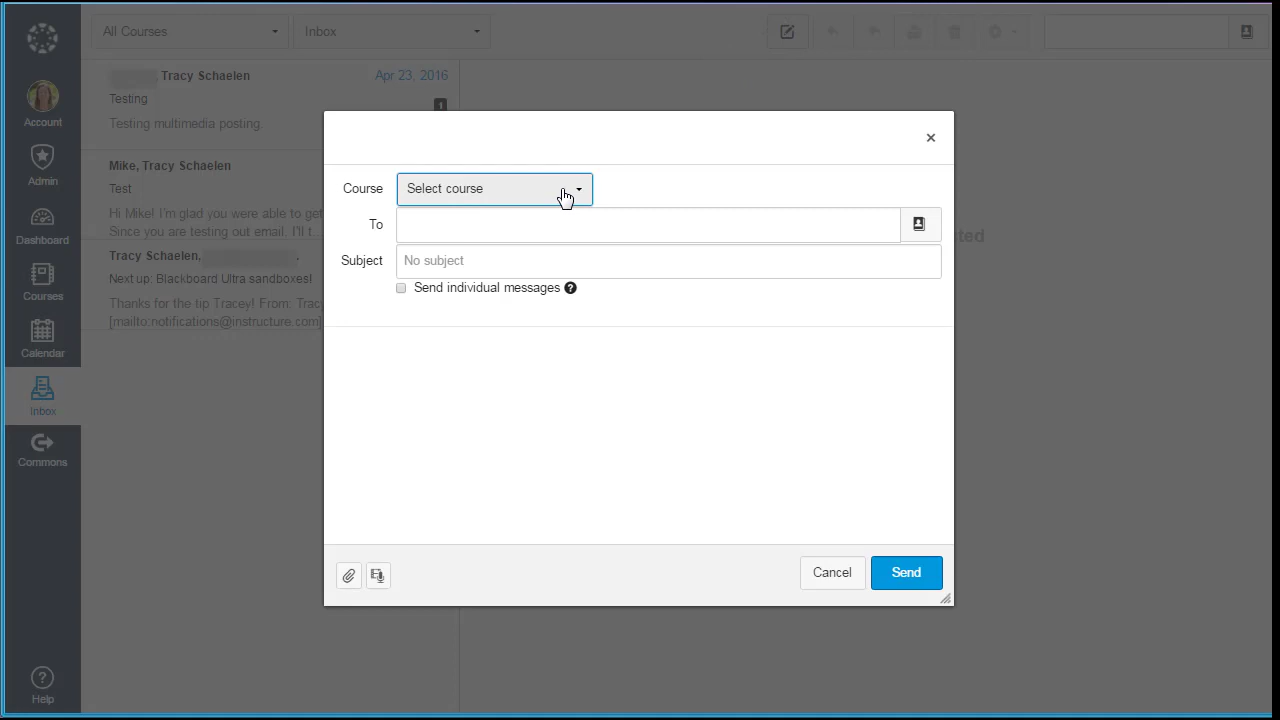 All Courses
Inbox
Account
Admin
Dashboard
Courses
Calendar
Inbox
Commons
Help
Tracy Schaelen
Apr 23, 2016
Testing
1
Testing multimedia posting.
Mike, Tracy Schaelen
Test
Hi Mike! I'm glad you were able to get
Since you are testing out email, I'll t...
Tracy Schaelen,
Next up: Blackboard Ultra sandboxes!
Thanks for the tip Tracey! From: Tracy
[mailto:notifications@instructure.com]
×
Course
Select course
To
Subject
No subject
Send individual messages ?
Cancel
Send